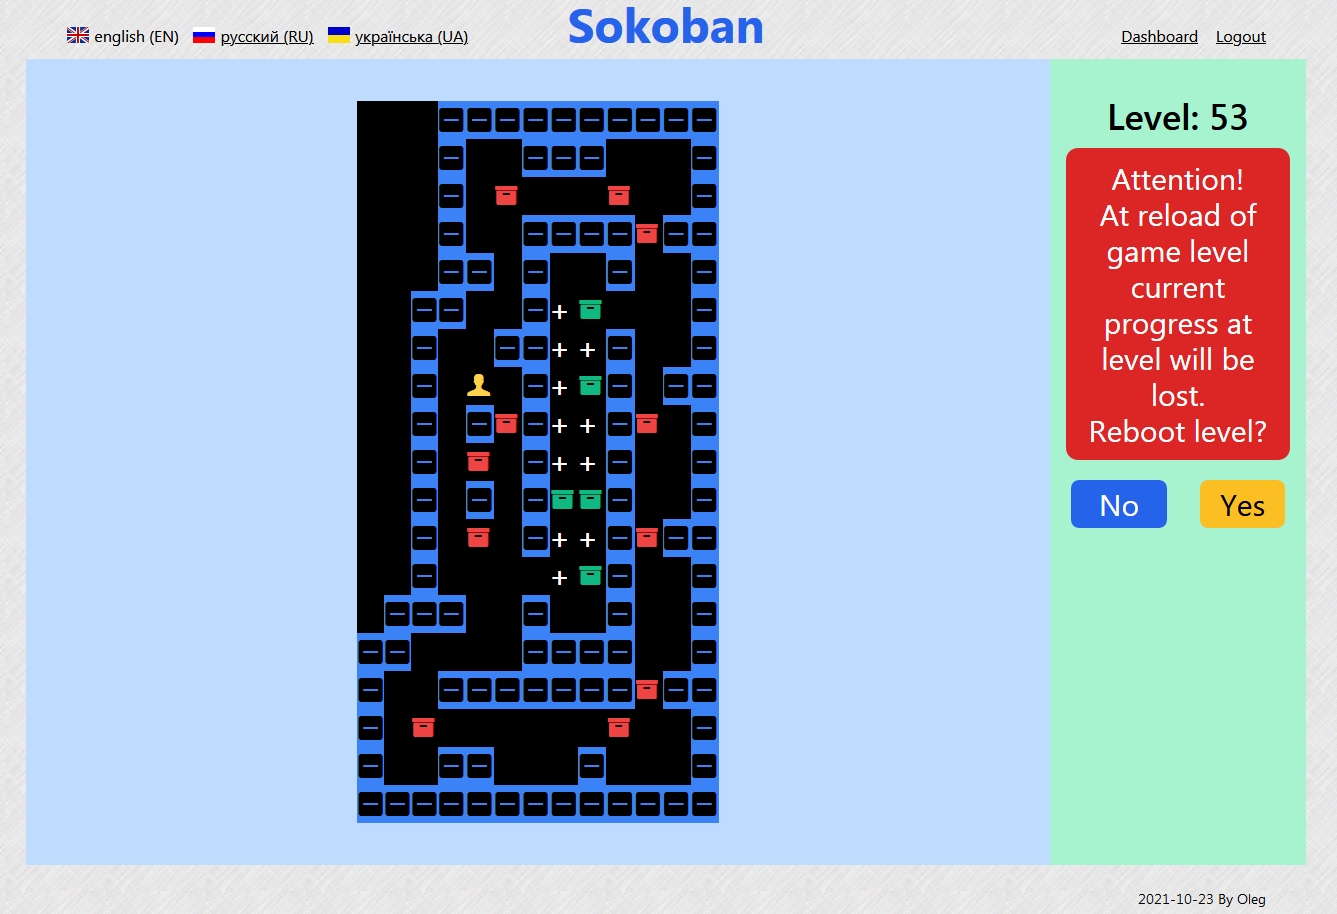 english (EN) русский (RU) українська (UA)
Sokoban
Dashboard Logout
Level: 53
Attention!
At reload of
game level
current
progress at
level will be
lost.
Reboot level?
No Yes
2021-10-23 By Oleg